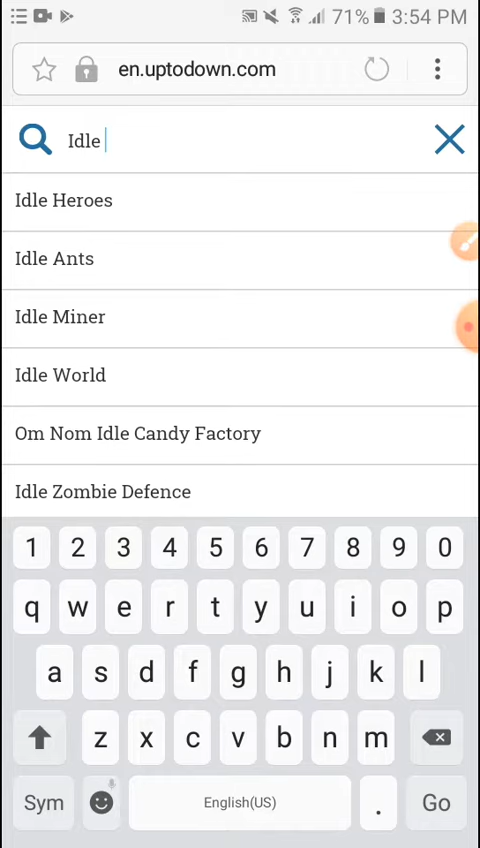 71% 3:54 PM
en.uptodown.com
Idle
Idle Heroes
Idle Ants
Idle Miner
Idle World
Om Nom Idle Candy Factory
Idle Zombie Defence
1 2 3 4 5 6 7 8 9 0
q w e r t y u i o p
a s d f g h j k l
z x c v b n m
Sym English(US) . Go